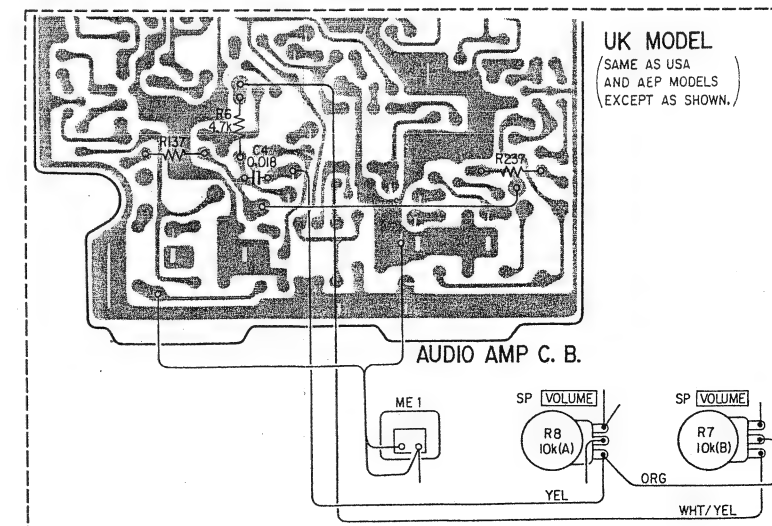 UK MODEL
(SAME AS USA
AND AEP MODELS
EXCEPT AS SHOWN.)
R6
4.7k
R137
C4
0.018
R237
AUDIO AMP C. B.
ME 1
SP VOLUME
R8
10k(A)
SP VOLUME
R7
10k(B)
ORG
YEL
WHT/YEL